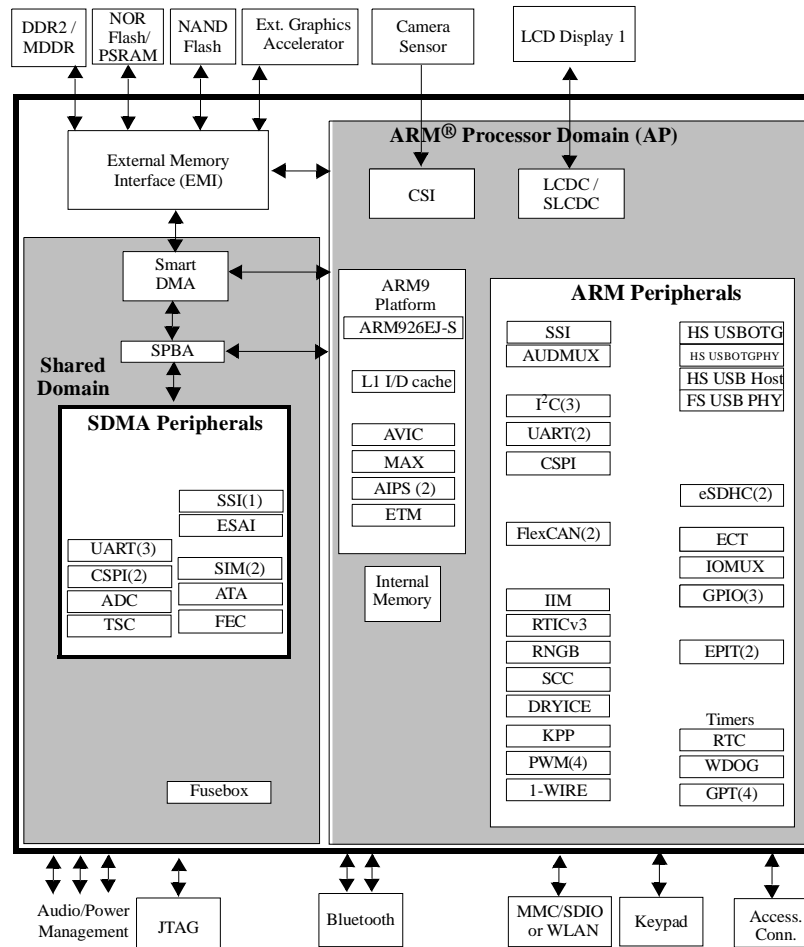 DDR2 /
MDDR
NOR
Flash/
PSRAM
NAND
Flash
Ext. Graphics
Accelerator
Camera
Sensor
LCD Display 1
External Memory
Interface (EMI)
ARM® Processor Domain (AP)
CSI
LCDC /
SLCDC
Smart
DMA
SPBA
Shared
Domain
SDMA Peripherals
SSI(1)
ESAI
UART(3)
CSPI(2)
ADC
TSC
SIM(2)
ATA
FEC
Fusebox
ARM9
Platform
ARM926EJ-S
L1 I/D cache
AVIC
MAX
AIPS (2)
ETM
Internal
Memory
ARM Peripherals
SSI
AUDMUX
I²C(3)
UART(2)
CSPI
FlexCAN(2)
IIM
RTICv3
RNGB
SCC
DRYICE
KPP
PWM(4)
1-WIRE
HS USBOTG
HS USBOTGPHY
HS USB Host
FS USB PHY
eSDHC(2)
ECT
IOMUX
GPIO(3)
EPIT(2)
Timers
RTC
WDOG
GPT(4)
Audio/Power
Management
JTAG
Bluetooth
MMC/SDIO
or WLAN
Keypad
Access.
Conn.